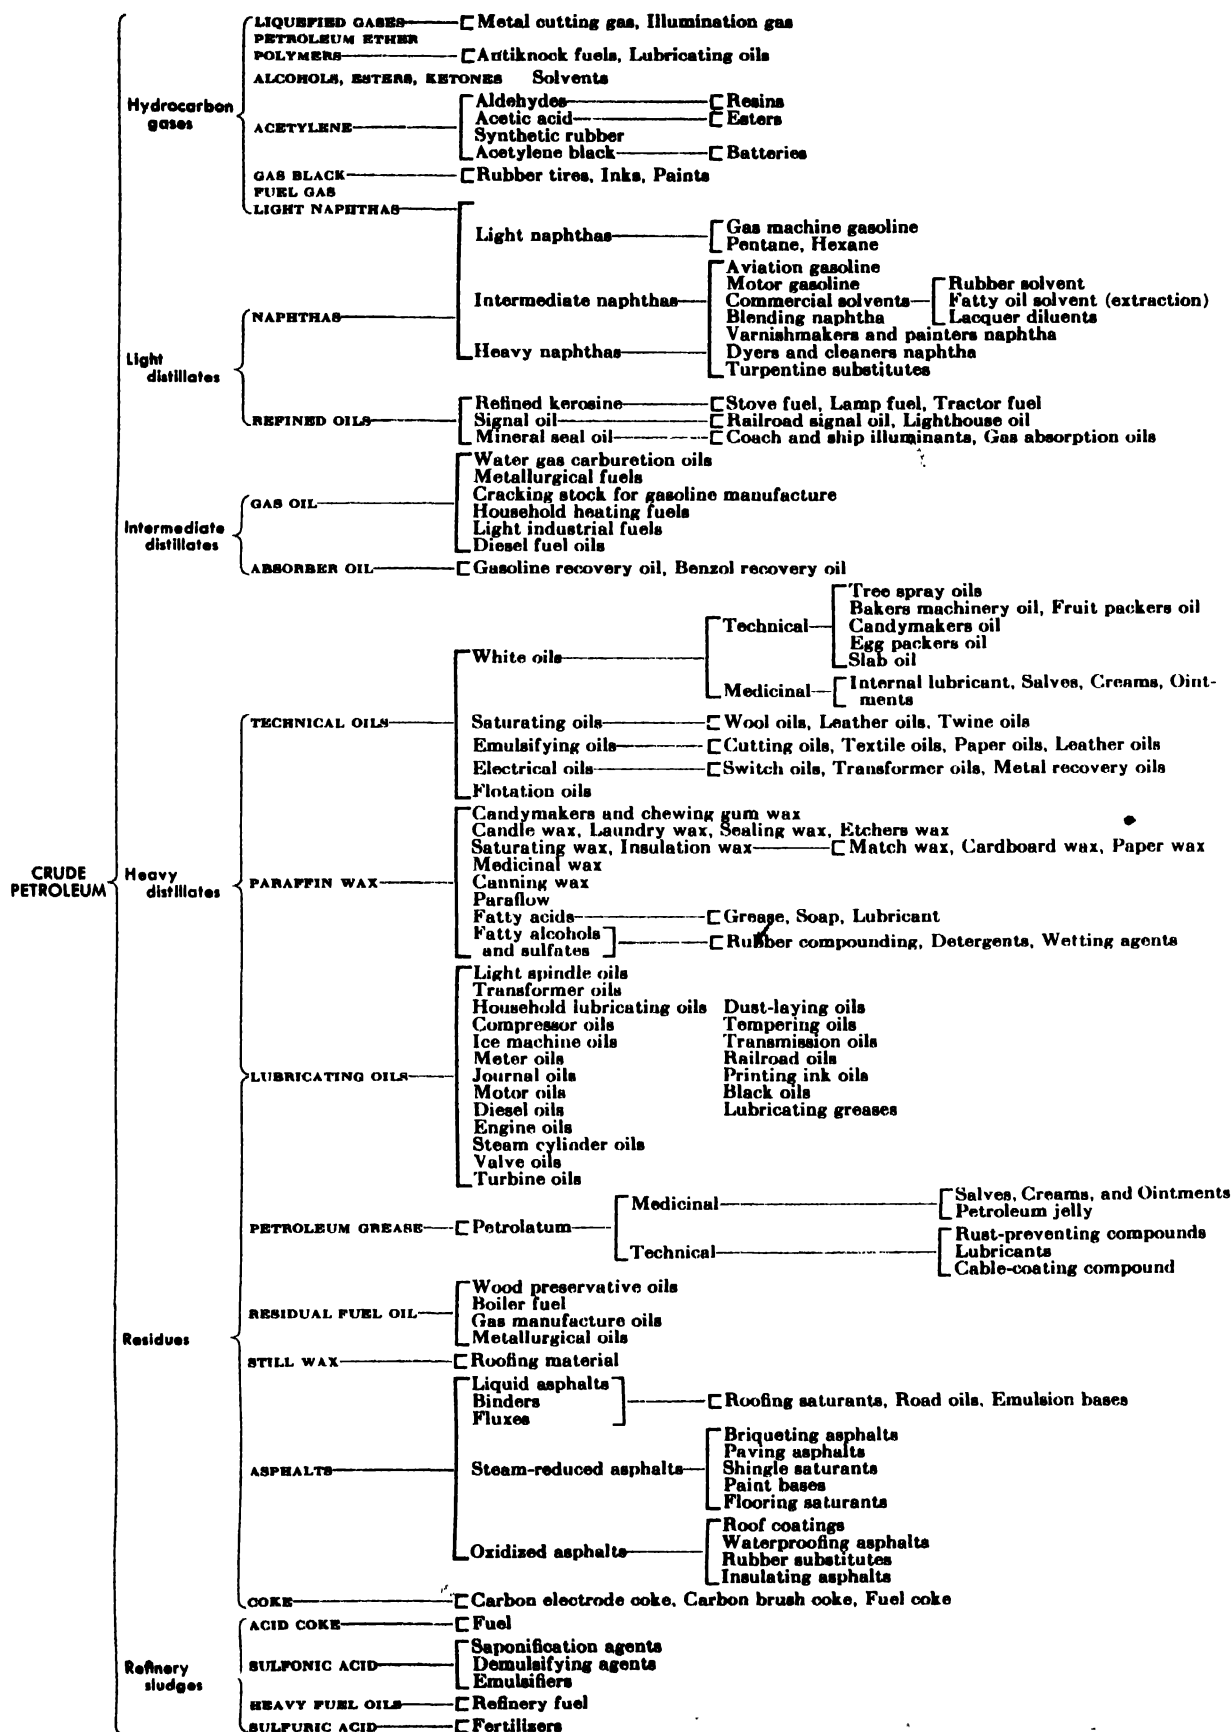 LIQUEFIED GASES Metal cutting gas, Illumination gas
PETROLEUM ETHER
POLYMERS Antiknock fuels, Lubricating oils
ALCOHOLS, ESTERS, KETONES Solvents
Hydrocarbon gases
ACETYLENE
Aldehydes Resins
Acetic acid Esters
Synthetic rubber
Acetylene black Batteries
GAS BLACK Rubber tires, Inks, Paints
FUEL GAS
LIGHT NAPHTHAS
Light naphthas
Gas machine gasoline
Pentane, Hexane
Light distillates
NAPHTHAS
Intermediate naphthas
Aviation gasoline
Motor gasoline
Commercial solvents
Rubber solvent
Fatty oil solvent (extraction)
Lacquer diluents
Blending naphtha
Heavy naphthas
Varnishmakers and painters naphtha
Dyers and cleaners naphtha
Turpentine substitutes
REFINED OILS
Refined kerosine Stove fuel, Lamp fuel, Tractor fuel
Signal oil Railroad signal oil, Lighthouse oil
Mineral seal oil Coach and ship illuminants, Gas absorption oils
Intermediate distillates
GAS OIL
Water gas carburetion oils
Metallurgical fuels
Cracking stock for gasoline manufacture
Household heating fuels
Light industrial fuels
Diesel fuel oils
ABSORBER OIL Gasoline recovery oil, Benzol recovery oil
CRUDE PETROLEUM
Heavy distillates
TECHNICAL OILS
White oils
Technical
Tree spray oils
Bakers machinery oil, Fruit packers oil
Candymakers oil
Egg packers oil
Slab oil
Medicinal
Internal lubricant, Salves, Creams, Oint-
ments
Saturating oils Wool oils, Leather oils, Twine oils
Emulsifying oils Cutting oils, Textile oils, Paper oils, Leather oils
Electrical oils Switch oils, Transformer oils, Metal recovery oils
Flotation oils
PARAFFIN WAX
Candymakers and chewing gum wax
Candle wax, Laundry wax, Sealing wax, Etchers wax
Saturating wax, Insulation wax Match wax, Cardboard wax, Paper wax
Medicinal wax
Canning wax
Paraflow
Fatty acids Grease, Soap, Lubricant
Fatty alcohols
and sulfates
Rubber compounding, Detergents, Wetting agents
LUBRICATING OILS
Light spindle oils
Transformer oils
Household lubricating oils Dust-laying oils
Compressor oils Tempering oils
Ice machine oils Transmission oils
Meter oils Railroad oils
Journal oils Printing ink oils
Motor oils Black oils
Diesel oils Lubricating greases
Engine oils
Steam cylinder oils
Valve oils
Turbine oils
Residues
PETROLEUM GREASE Petrolatum
Medicinal
Salves, Creams, and Ointments
Petroleum jelly
Technical
Rust-preventing compounds
Lubricants
Cable-coating compound
RESIDUAL FUEL OIL
Wood preservative oils
Boiler fuel
Gas manufacture oils
Metallurgical oils
STILL WAX Roofing material
ASPHALTS
Liquid asphalts
Binders
Fluxes
Roofing saturants, Road oils, Emulsion bases
Steam-reduced asphalts
Briqueting asphalts
Paving asphalts
Shingle saturants
Paint bases
Flooring saturants
Oxidized asphalts
Roof coatings
Waterproofing asphalts
Rubber substitutes
Insulating asphalts
COKE Carbon electrode coke, Carbon brush coke, Fuel coke
Refinery sludges
ACID COKE Fuel
SULFONIC ACID
Saponification agents
Demulsifying agents
Emulsifiers
HEAVY FUEL OILS Refinery fuel
SULFURIC ACID Fertilizers